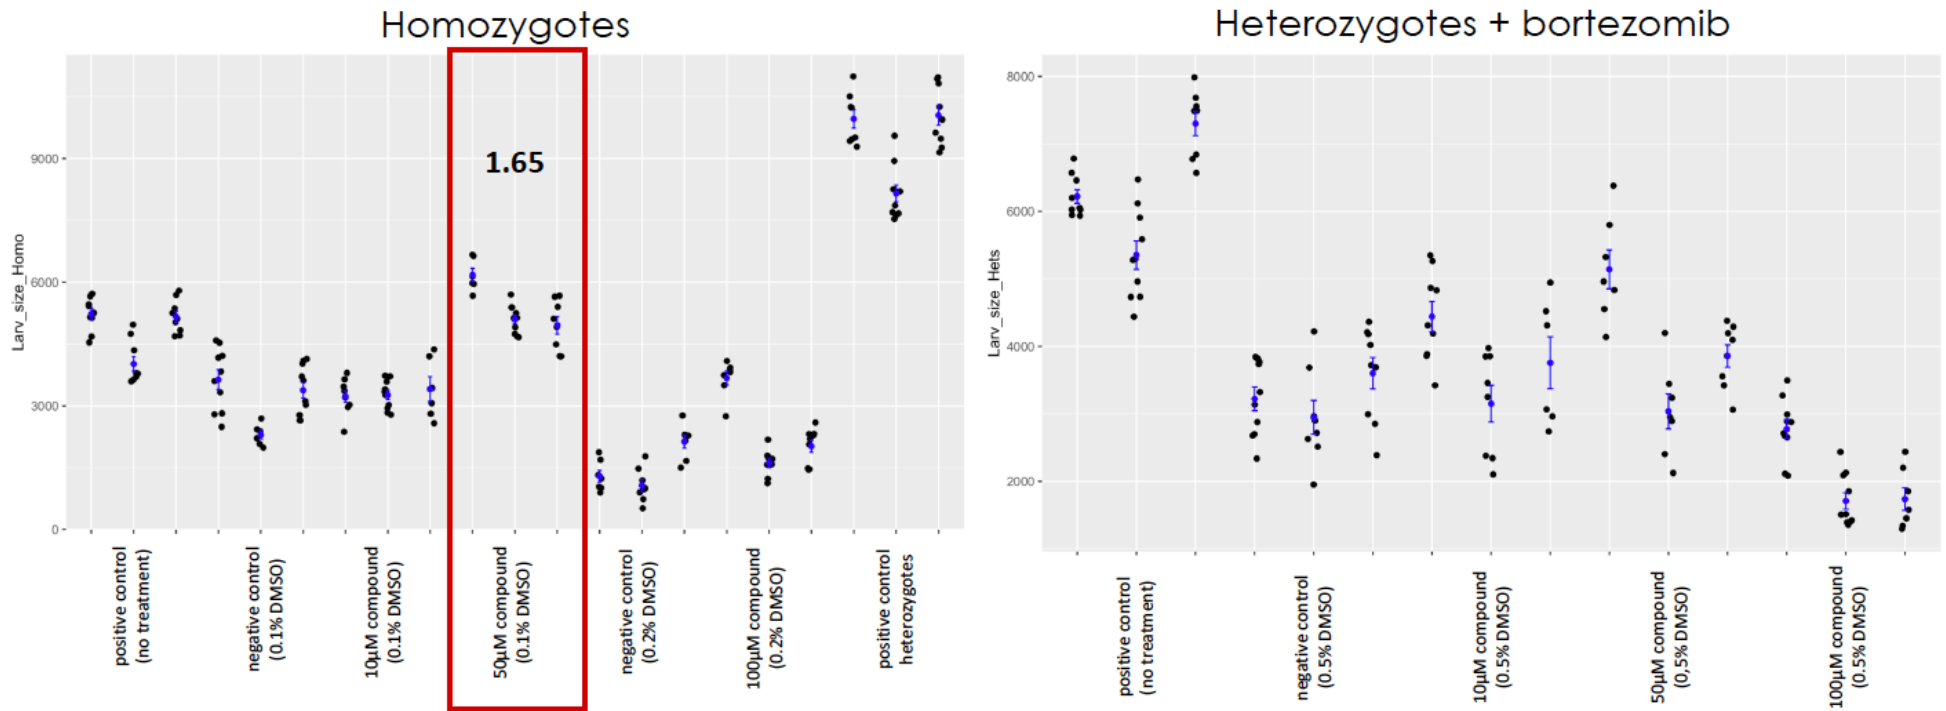 Homozygotes
Heterozygotes + bortezomib
Larv_size_Homo
9000
6000
3000
0
1.65
positive control
(no treatment)
negative control
(0.1% DMSO)
10µM compound
(0.1% DMSO)
50µM compound
(0.1% DMSO)
negative control
(0.2% DMSO)
100µM compound
(0.2% DMSO)
positive control
heterozygotes
Larv_size_Hets
8000
6000
4000
2000
positive control
(no treatment)
negative control
(0.5% DMSO)
10µM compound
(0.5% DMSO)
50µM compound
(0,5% DMSO)
100µM compound
(0.5% DMSO)